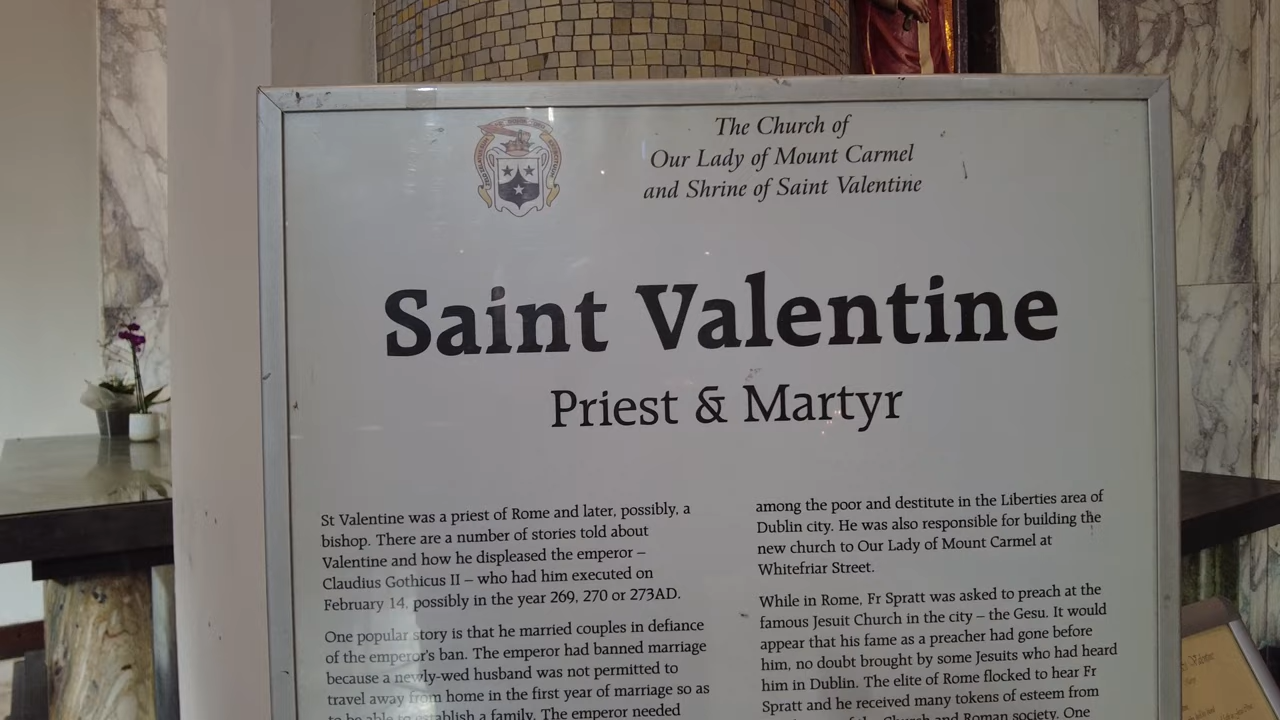 The Church of
Our Lady of Mount Carmel
and Shrine of Saint Valentine
Saint Valentine
Priest & Martyr
St Valentine was a priest of Rome and later, possibly, a
bishop. There are a number of stories told about
Valentine and how he displeased the emperor –
Claudius Gothicus II – who had him executed on
February 14, possibly in the year 269, 270 or 273AD.
One popular story is that he married couples in defiance
of the emperor's ban. The emperor had banned marriage
because a newly-wed husband was not permitted to
travel away from home in the first year of marriage so as
to be able to establish a family. The emperor needed
among the poor and destitute in the Liberties area of
Dublin city. He was also responsible for building the
new church to Our Lady of Mount Carmel at
Whitefriar Street.
While in Rome, Fr Spratt was asked to preach at the
famous Jesuit Church in the city – the Gesu. It would
appear that his fame as a preacher had gone before
him, no doubt brought by some Jesuits who had heard
him in Dublin. The elite of Rome flocked to hear Fr
Spratt and he received many tokens of esteem from
of the Church and Roman society. One